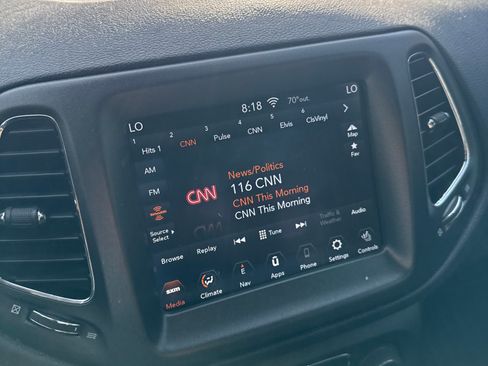 LO 8:18 70°out. LO
1 2 3 4 5 6
Hits 1 CNN Pulse CNN Elvis ClsVinyl
AM
Map
FM
Fav
CNN
News/Politics
116 CNN
CNN This Morning
CNN This Morning
Source
Select
Browse Replay Tune Traffic & Weather Audio
sxm
Media Climate E Nav Apps Phone Settings Controls